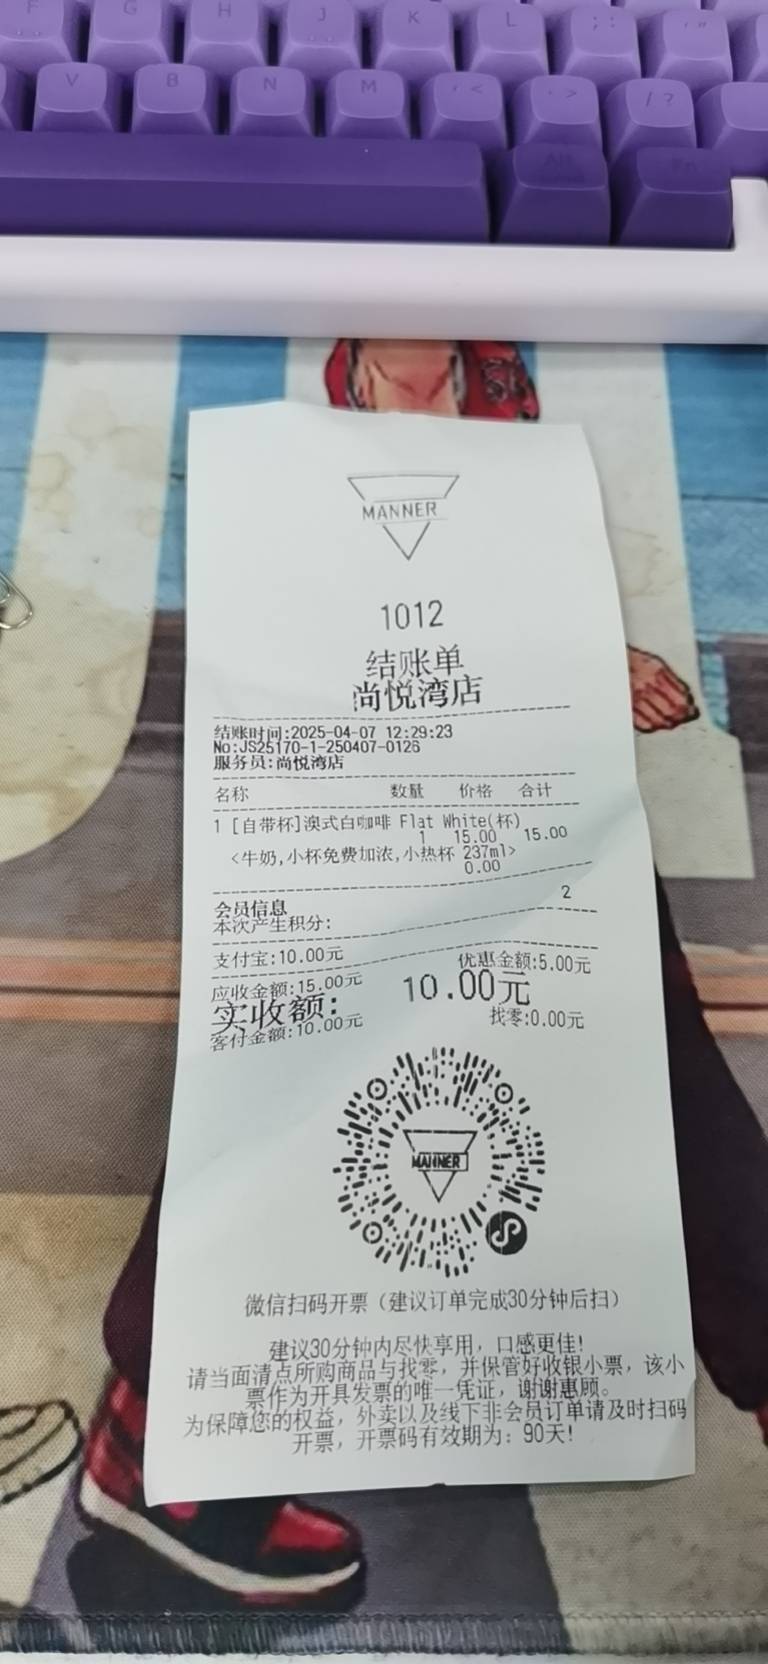 F G H J K L ; :
V B N M , < . > / ?
MANNER
1012
结账单
尚悦湾店
结账时间:2025-04-07 12:29:23
No:JS25170-1-250407-0126
服务员:尚悦湾店
名称 数量 价格 合计
1 [自带杯]澳式白咖啡 Flat White(杯)
1 15.00 15.00
<牛奶,小杯免费加浓,小热杯 237ml>
0.00
会员信息 2
本次产生积分:
支付宝:10.00元
应收金额:15.00元 优惠金额:5.00元
实收额: 10.00元
客付金额:10.00元 找零:0.00元
MANNER
微信扫码开票（建议订单完成30分钟后扫）
建议30分钟内尽快享用，口感更佳！
请当面清点所购商品与找零，并保管好收银小票，该小
票作为开具发票的唯一凭证，谢谢惠顾。
为保障您的权益，外卖以及线下非会员订单请及时扫码
开票，开票码有效期为：90天！